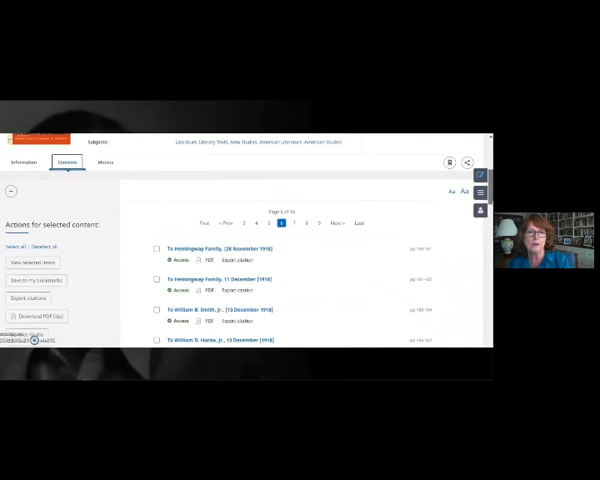 Subjects: Literature, Literary Texts, Area Studies, American Literature, American Studies
Information Contents Metrics
Aa Aa
Actions for selected content:
Select all | Deselect all
View selected items
Save to my bookmarks
Export citations
Download PDF (zip)
First « Prev 3 4 5 6 7 8 9 Next » Last
To Hemingway Family, [28 November 1918]
Access PDF Export citation
To Hemingway Family, 11 December [1918]
Access PDF Export citation
To William B. Smith, Jr., [13 December 1918]
Access PDF Export citation
To William D. Horne, Jr., 13 December [1918]